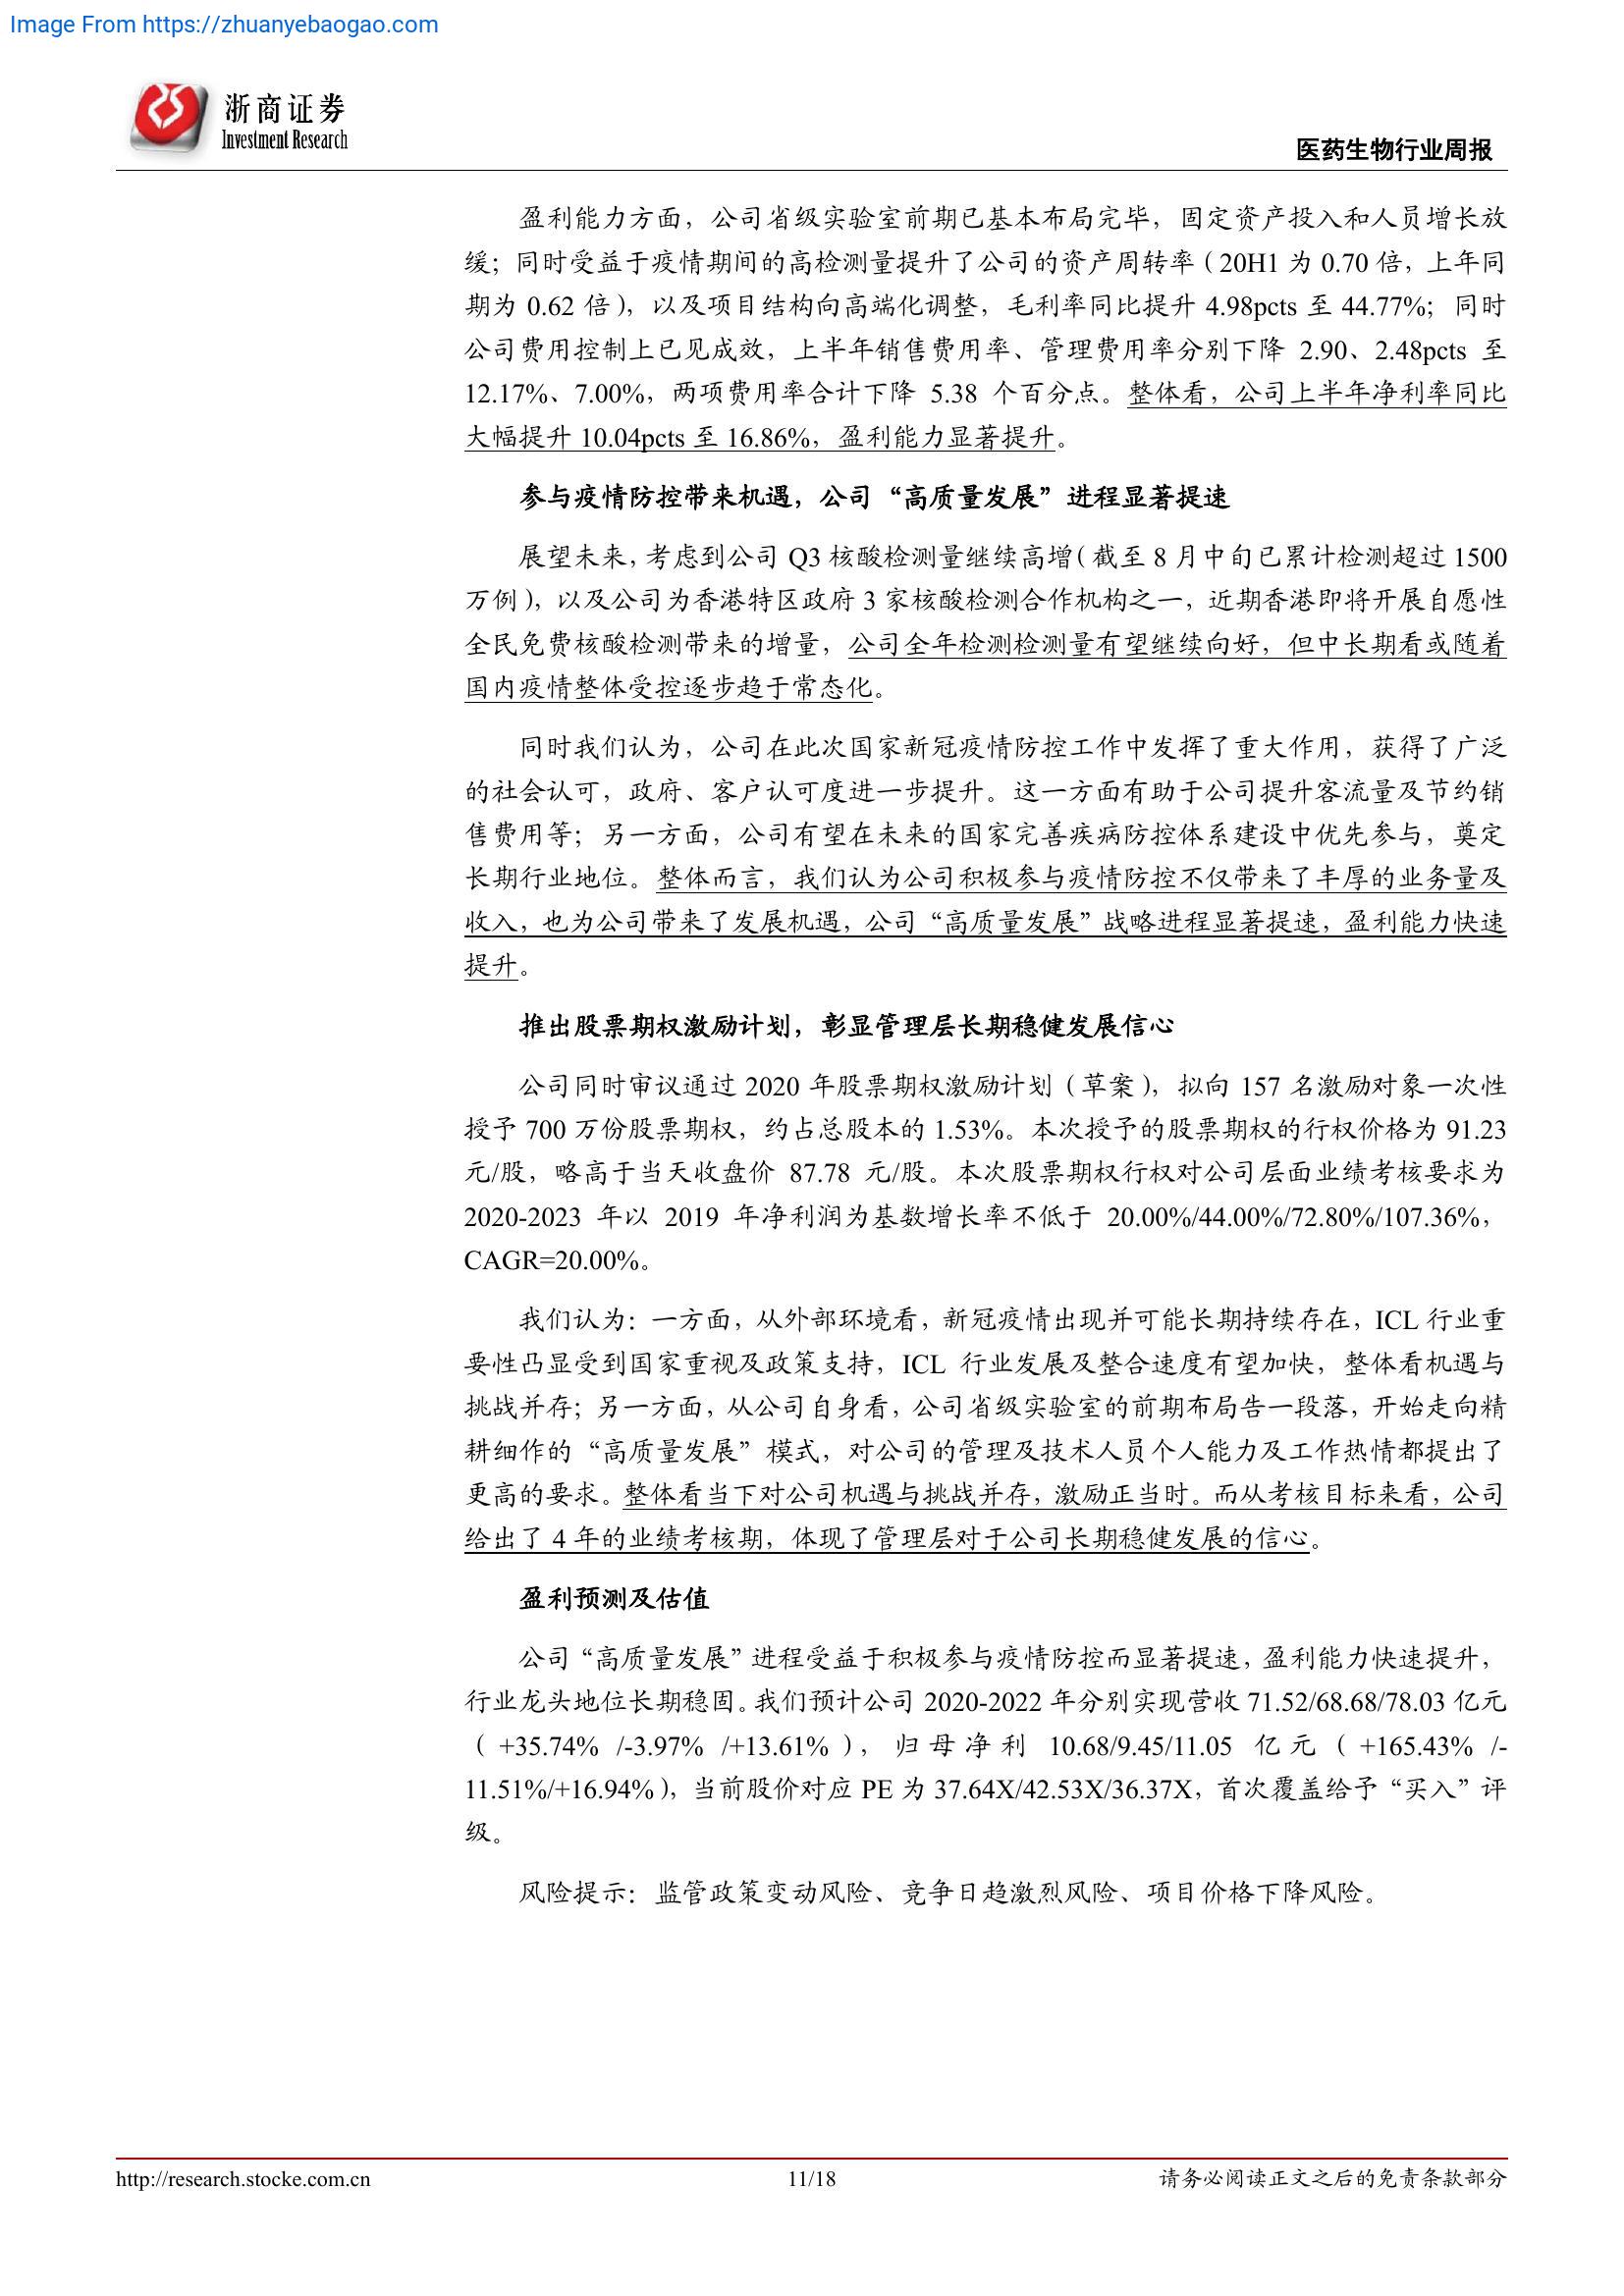 Image From https://zhuanyebaogao.com
浙商证券
Investment Research
医药生物行业周报
盈利能力方面，公司省级实验室前期已基本布局完毕，固定资产投入和人员增长放
缓；同时受益于疫情期间的高检测量提升了公司的资产周转率（20H1 为 0.70 倍，上年同
期为 0.62 倍），以及项目结构向高端化调整，毛利率同比提升 4.98pcts 至 44.77%；同时
公司费用控制上已见成效，上半年销售费用率、管理费用率分别下降 2.90、2.48pcts 至
12.17%、7.00%，两项费用率合计下降 5.38 个百分点。整体看，公司上半年净利率同比
大幅提升 10.04pcts 至 16.86%，盈利能力显著提升。
参与疫情防控带来机遇，公司“高质量发展”进程显著提速
展望未来，考虑到公司 Q3 核酸检测量继续高增（截至 8 月中旬已累计检测超过 1500
万例），以及公司为香港特区政府 3 家核酸检测合作机构之一，近期香港即将开展自愿性
全民免费核酸检测带来的增量，公司全年检测检测量有望继续向好，但中长期看或随着
国内疫情整体受控逐步趋于常态化。
同时我们认为，公司在此次国家新冠疫情防控工作中发挥了重大作用，获得了广泛
的社会认可，政府、客户认可度进一步提升。这一方面有助于公司提升客流量及节约销
售费用等；另一方面，公司有望在未来的国家完善疾病防控体系建设中优先参与，奠定
长期行业地位。整体而言，我们认为公司积极参与疫情防控不仅带来了丰厚的业务量及
收入，也为公司带来了发展机遇，公司“高质量发展”战略进程显著提速，盈利能力快速
提升。
推出股票期权激励计划，彰显管理层长期稳健发展信心
公司同时审议通过 2020 年股票期权激励计划（草案），拟向 157 名激励对象一次性
授予 700 万份股票期权，约占总股本的 1.53%。本次授予的股票期权的行权价格为 91.23
元/股，略高于当天收盘价 87.78 元/股。本次股票期权行权对公司层面业绩考核要求为
2020-2023 年以 2019 年净利润为基数增长率不低于 20.00%/44.00%/72.80%/107.36%，
CAGR=20.00%。
我们认为：一方面，从外部环境看，新冠疫情出现并可能长期持续存在，ICL 行业重
要性凸显受到国家重视及政策支持，ICL 行业发展及整合速度有望加快，整体看机遇与
挑战并存；另一方面，从公司自身看，公司省级实验室的前期布局告一段落，开始走向精
耕细作的“高质量发展”模式，对公司的管理及技术人员个人能力及工作热情都提出了
更高的要求。整体看当下对公司机遇与挑战并存，激励正当时。而从考核目标来看，公司
给出了 4 年的业绩考核期，体现了管理层对于公司长期稳健发展的信心。
盈利预测及估值
公司“高质量发展”进程受益于积极参与疫情防控而显著提速，盈利能力快速提升，
行业龙头地位长期稳固。我们预计公司 2020-2022 年分别实现营收 71.52/68.68/78.03 亿元
（ +35.74% /-3.97% /+13.61% ），归母净利 10.68/9.45/11.05 亿元（ +165.43% /-
11.51%/+16.94%），当前股价对应 PE 为 37.64X/42.53X/36.37X，首次覆盖给予“买入”评
级。
风险提示：监管政策变动风险、竞争日趋激烈风险、项目价格下降风险。
http://research.stocke.com.cn
11/18
请务必阅读正文之后的免责条款部分